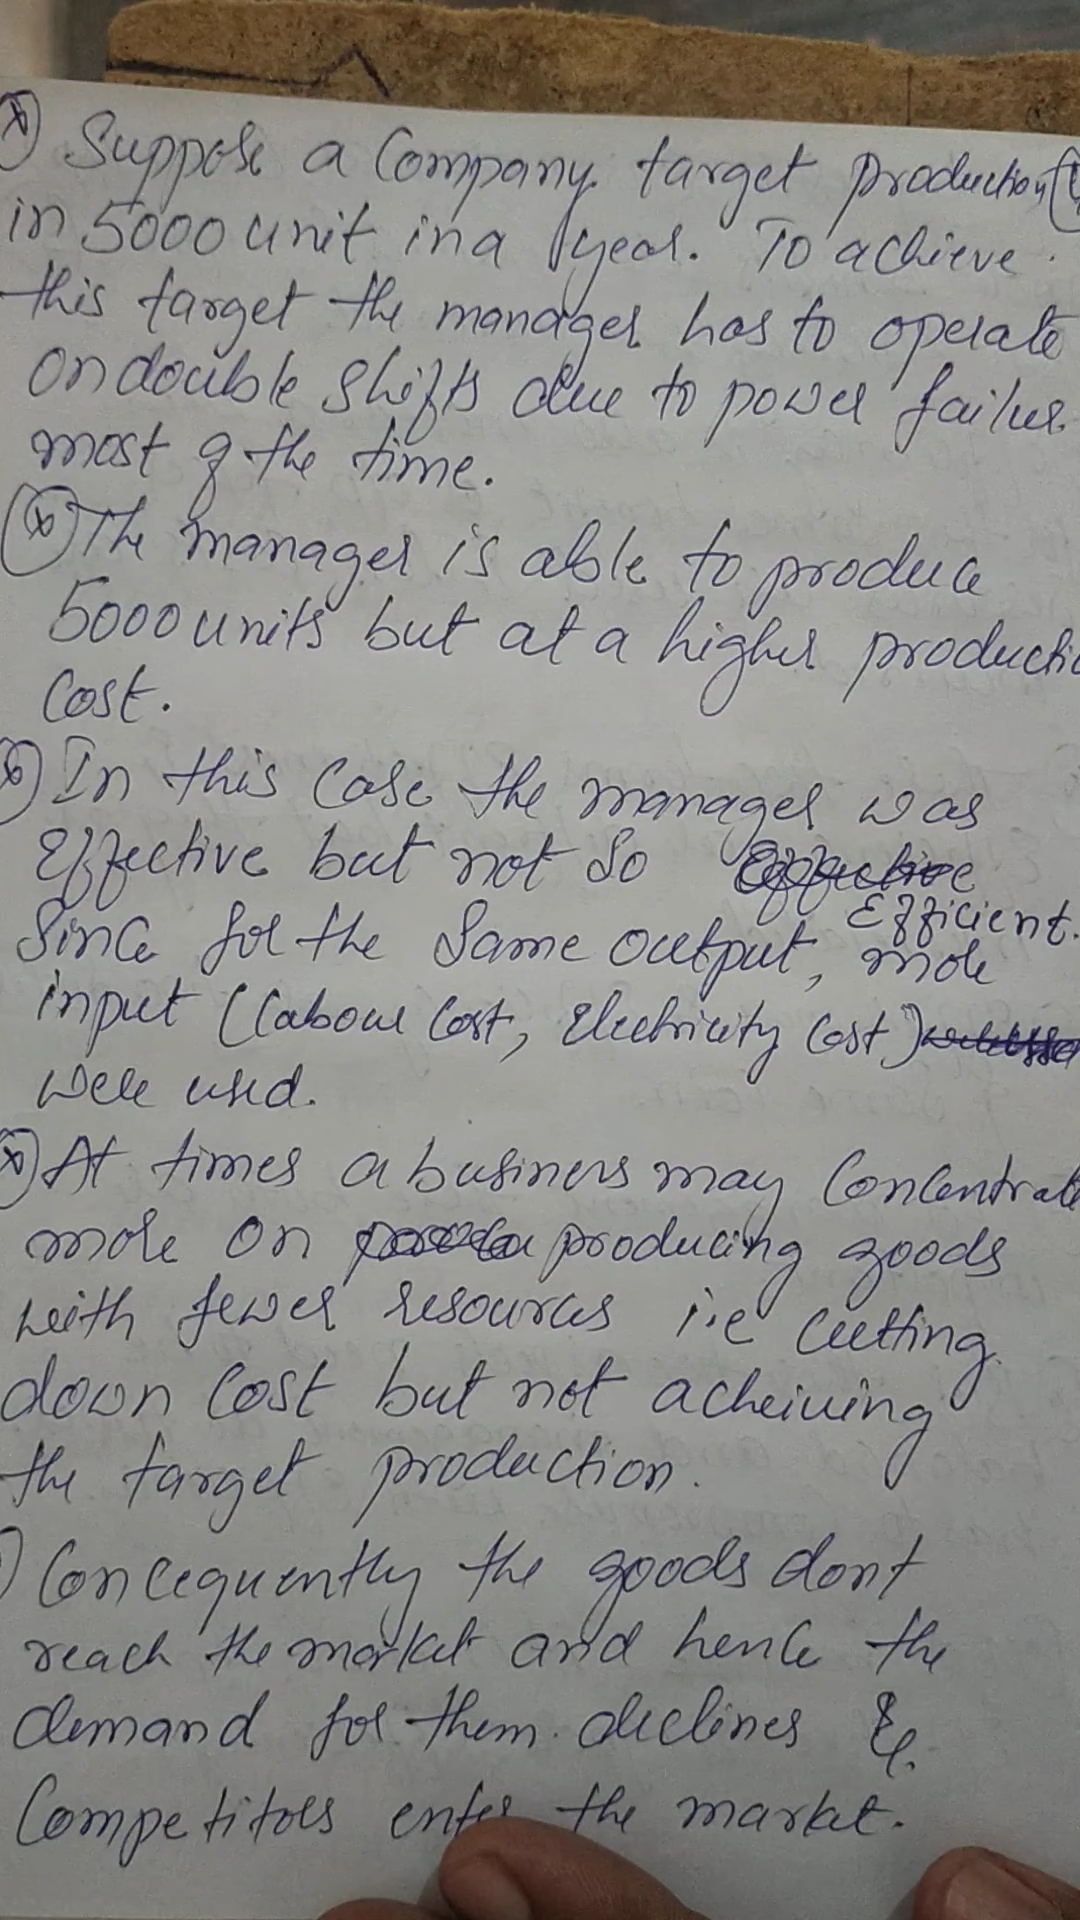 Suppose a Company target production
in 5000 unit in a year. To achieve
this target the manager has to operate
on double shifts due to power failure
most of the time.
The manager is able to produce
5000 units but at a higher productio
Cost.
In this Case the manager was
Effective but not so
Efficient.
Since for the Same output, more
input (labour Cost, Electricity Cost)
were used.
At times a business may Concentrate
more on producing goods
with fewer resources i.e cutting
down Cost but not acheiving
the target production.
Concequently the goods dont
reach the market and hence the
demand for them declines &
Competitors enter the market.